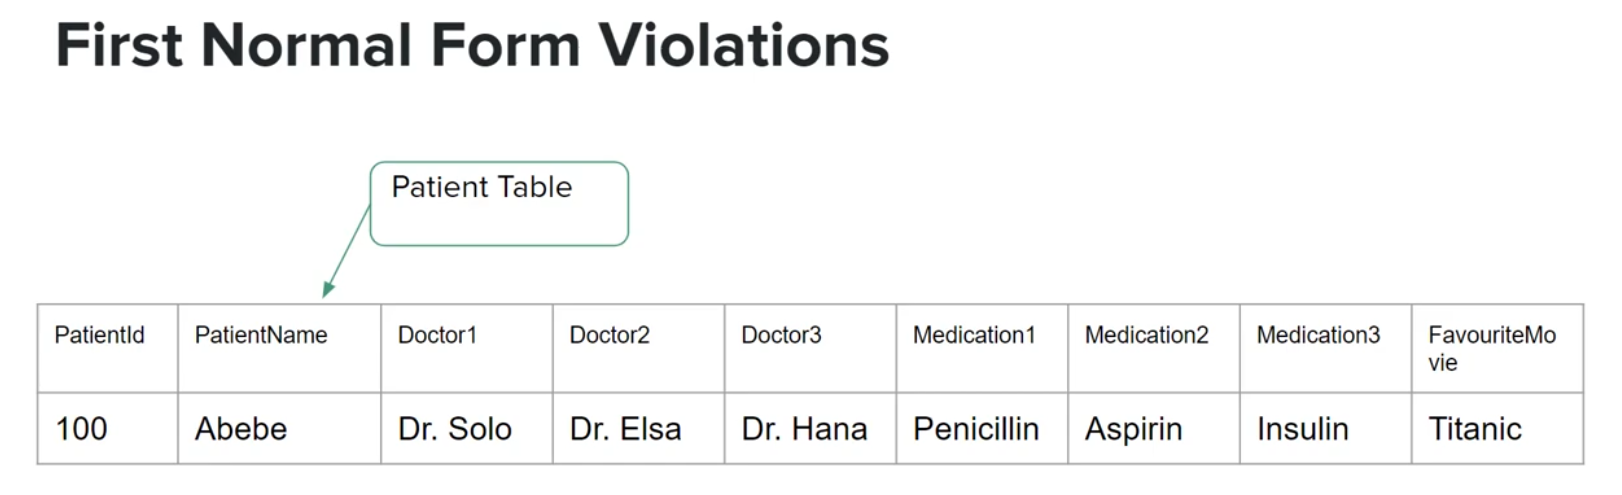 First Normal Form Violations
Patient Table
PatientId PatientName Doctor1 Doctor2 Doctor3 Medication1 Medication2 Medication3 FavouriteMo
vie
100 Abebe Dr. Solo Dr. Elsa Dr. Hana Penicillin Aspirin Insulin Titanic